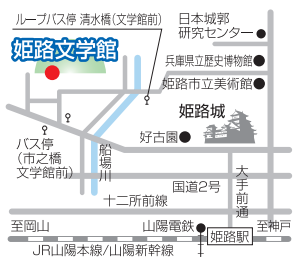 ループバス停 清水橋(文学館前)
日本城郭
研究センター
姫路文学館
兵庫県立歴史博物館
姫路市立美術館
姫路城
バス停
(市之橋
文学館前)
好古園
船場川
国道2号
大手前通
十二所前線
至岡山
山陽電鉄
姫路駅
至神戸
JR山陽本線/山陽新幹線